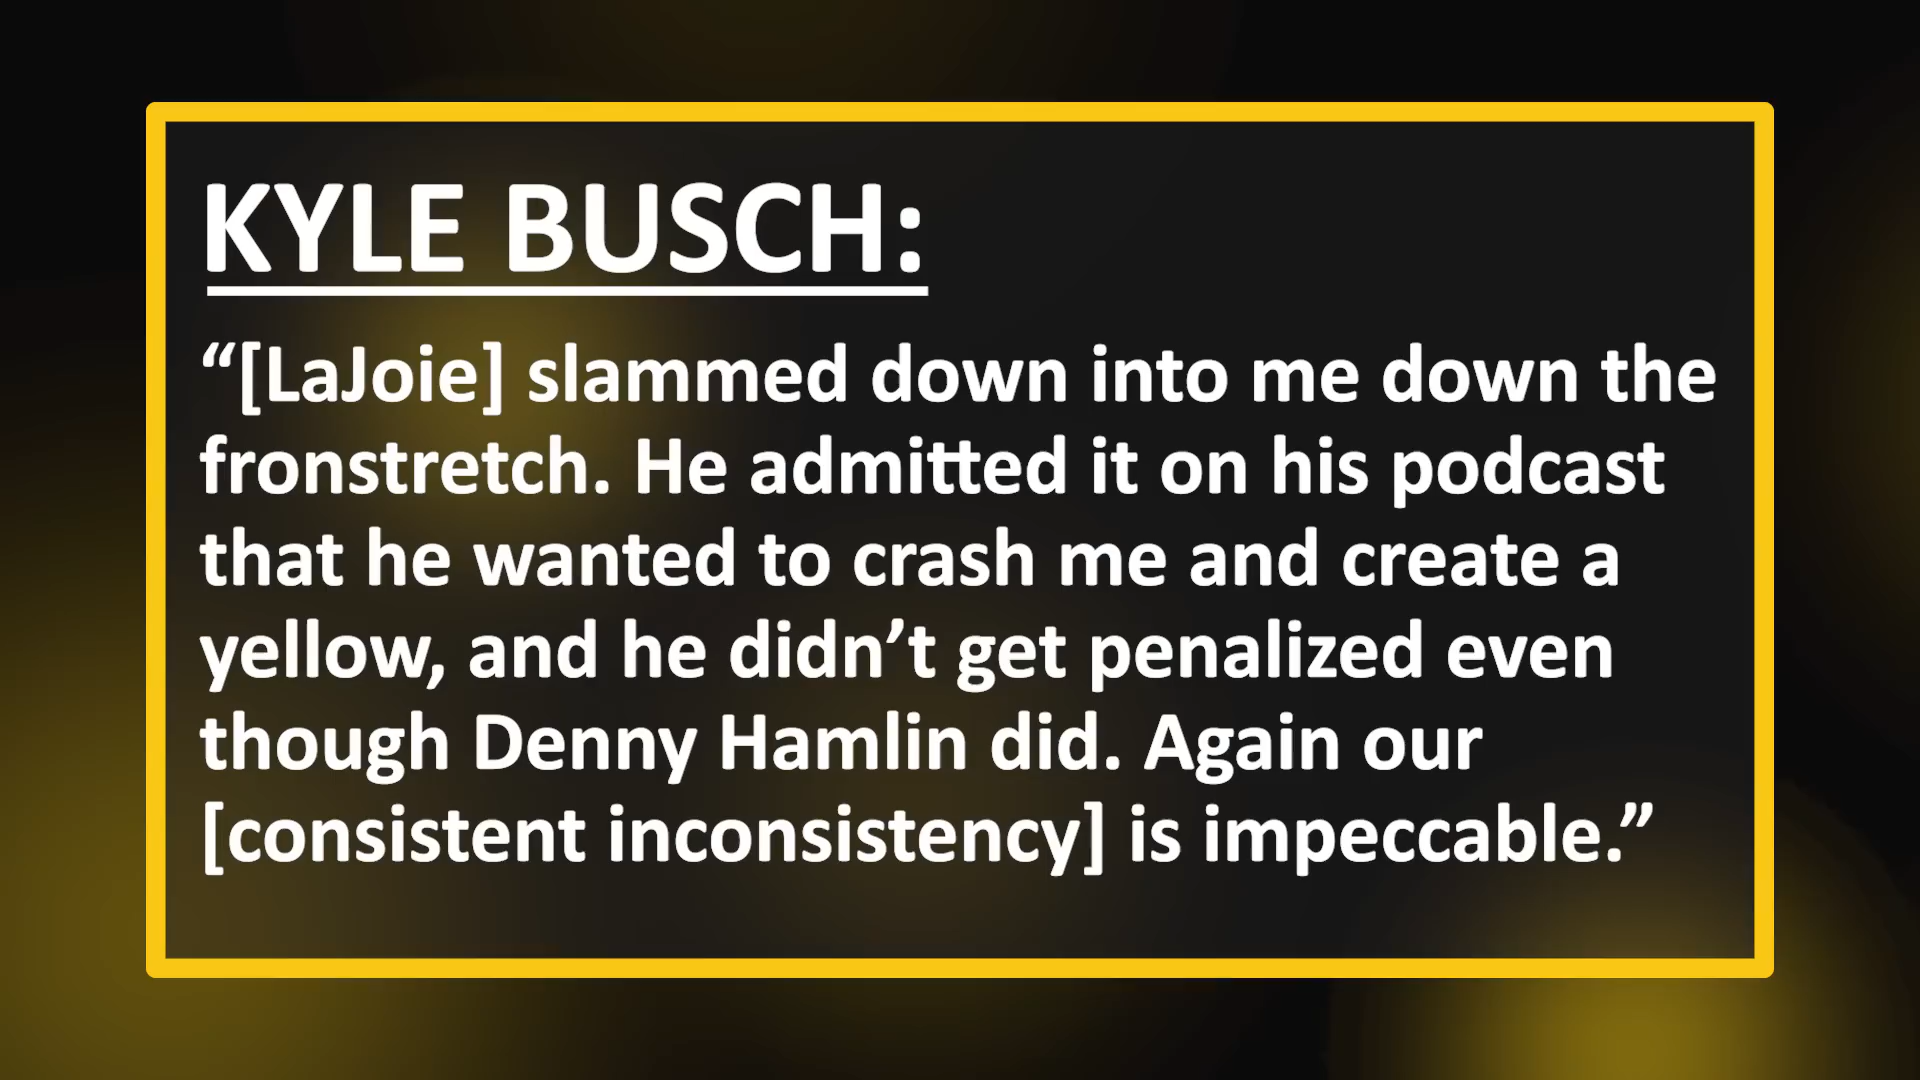 KYLE BUSCH:
“[LaJoie] slammed down into me down the
fronstretch. He admitted it on his podcast
that he wanted to crash me and create a
yellow, and he didn’t get penalized even
though Denny Hamlin did. Again our
[consistent inconsistency] is impeccable.”